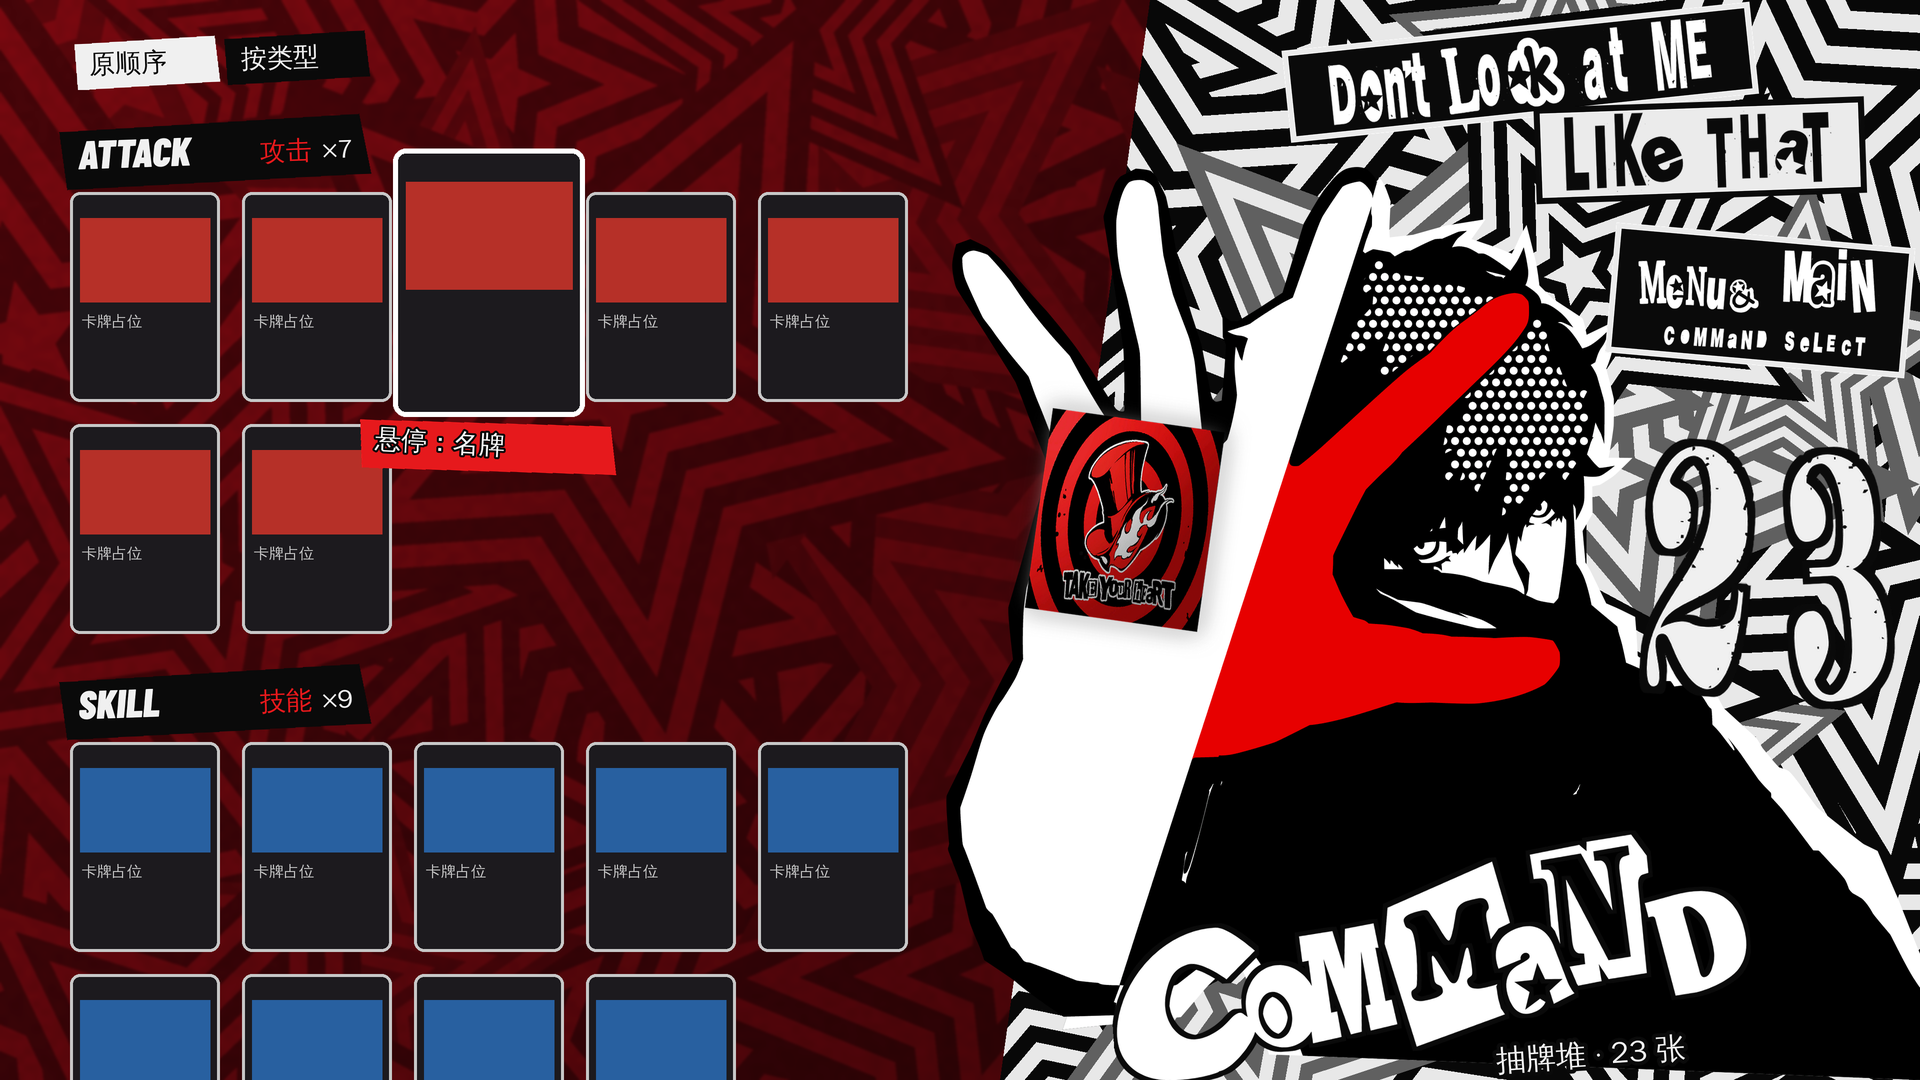 原顺序
按类型
ATTACK 攻击 ×7
卡牌占位
卡牌占位
卡牌占位
卡牌占位
悬停：名牌
卡牌占位
卡牌占位
SKILL 技能 ×9
卡牌占位
卡牌占位
卡牌占位
卡牌占位
卡牌占位
Don't Look at ME
LIKe THaT
MeNu& MaiN
CoMMaND SeLEcT
TAKE YOUR HeaRT
23
CoMMaND
抽牌堆 · 23 张